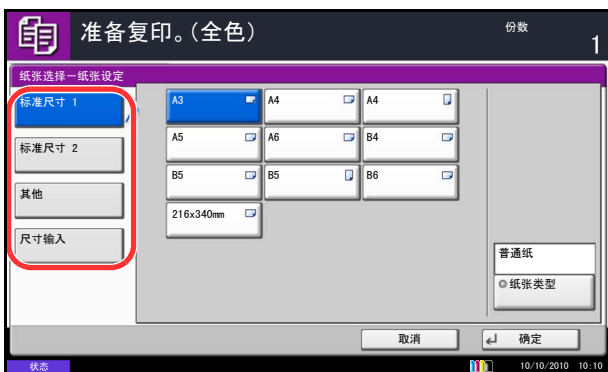 准备复印。(全色)
份数
1
纸张选择－纸张设定
标准尺寸 1
标准尺寸 2
其他
尺寸输入
A3
A4
A4
A5
A6
B4
B5
B5
B6
216x340mm
普通纸
纸张类型
取消
确定
状态
10/10/2010 10:10